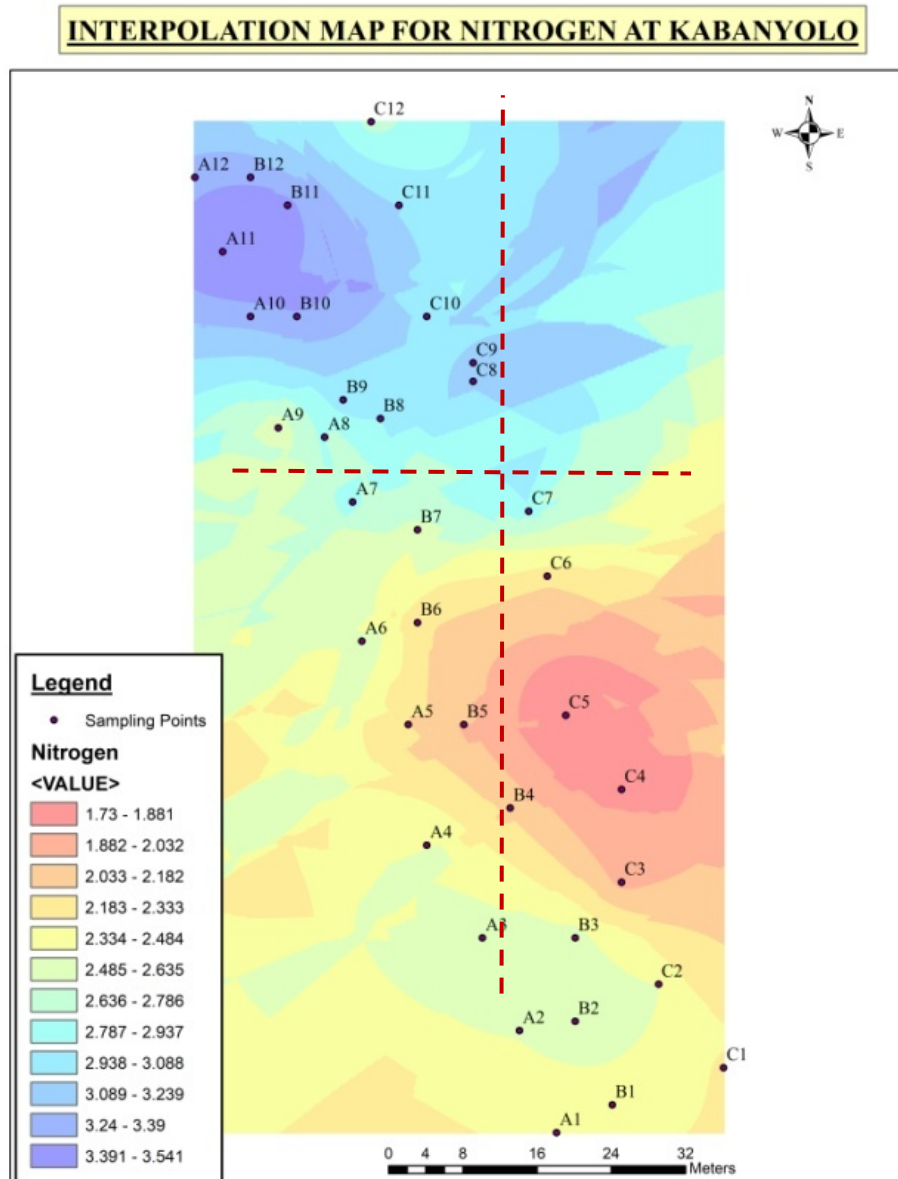 INTERPOLATION MAP FOR NITROGEN AT KABANYOLO
N
W E
S
C12
A12 B12
B11 C11
A11
A10 B10 C10
C9
C8
B9
B8
A9
A8
A7
C7
B7
C6
B6
A6
C5
A5 B5
C4
B4
A4
C3
A3 B3
C2
B2
A2
C1
B1
A1
Legend
Sampling Points
Nitrogen
<VALUE>
1.73 - 1.881
1.882 - 2.032
2.033 - 2.182
2.183 - 2.333
2.334 - 2.484
2.485 - 2.635
2.636 - 2.786
2.787 - 2.937
2.938 - 3.088
3.089 - 3.239
3.24 - 3.39
3.391 - 3.541
0 4 8 16 24 32
Meters